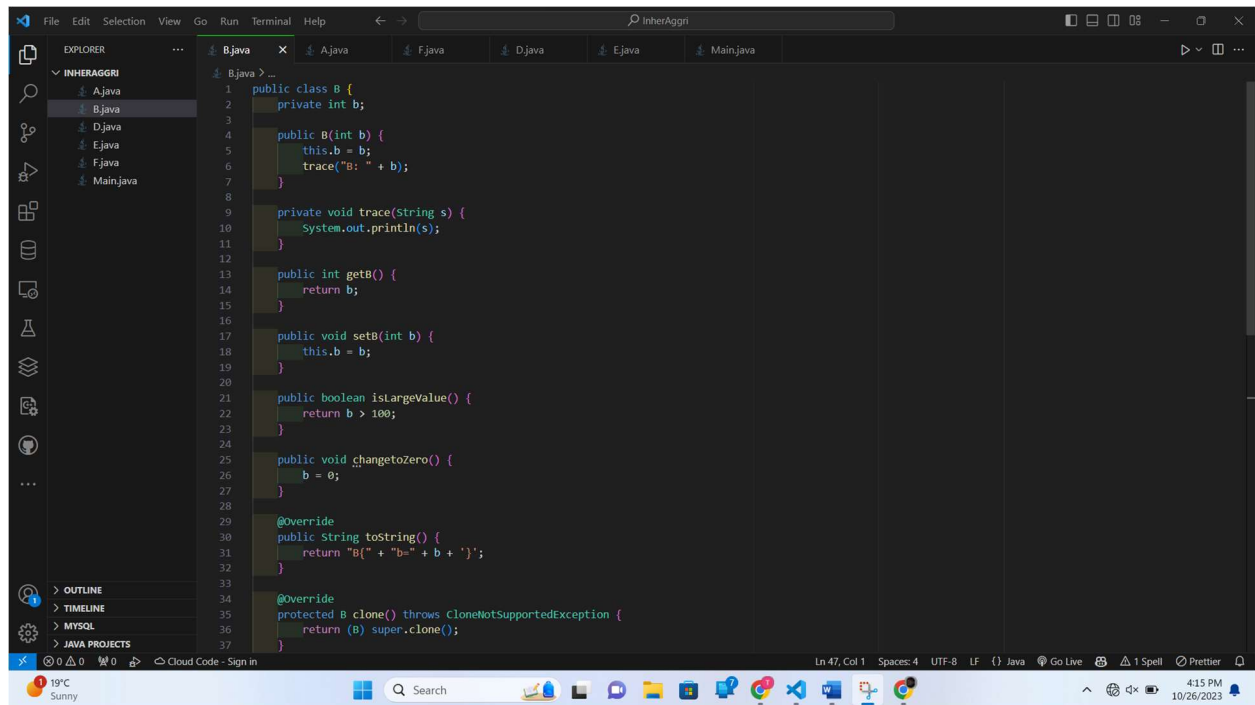 File Edit Selection View Go Run Terminal Help
InherAggri
EXPLORER
INHERAGGRI
A.java
B.java
D.java
E.java
F.java
Main.java
OUTLINE
TIMELINE
MYSQL
JAVA PROJECTS
B.java A.java F.java D.java E.java Main.java
B.java > ...
1 public class B {
2 private int b;
3
4 public B(int b) {
5 this.b = b;
6 trace("B: " + b);
7 }
8
9 private void trace(String s) {
10 System.out.println(s);
11 }
12
13 public int getB() {
14 return b;
15 }
16
17 public void setB(int b) {
18 this.b = b;
19 }
20
21 public boolean isLargeValue() {
22 return b > 100;
23 }
24
25 public void changetoZero() {
26 b = 0;
27 }
28
29 @Override
30 public String toString() {
31 return "B{" + "b=" + b + '}';
32 }
33
34 @Override
35 protected B clone() throws CloneNotSupportedException {
36 return (B) super.clone();
37 }
1
0 0 0 Cloud Code - Sign in Ln 47, Col 1 Spaces: 4 UTF-8 LF {} Java Go Live 1 Spell Prettier
1 19°C
Sunny
Search
7
4:15 PM
10/26/2023